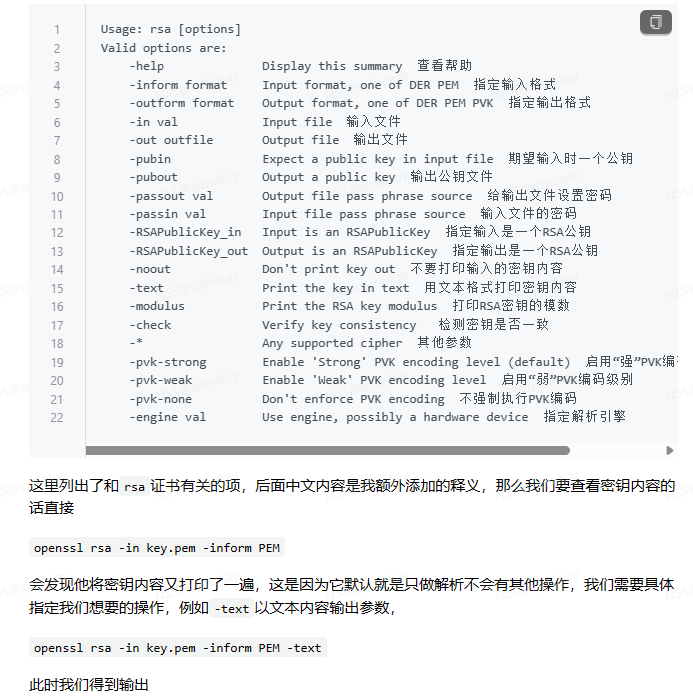 1 Usage: rsa [options]
2 Valid options are:
3 -help Display this summary 查看帮助
4 -inform format Input format, one of DER PEM 指定输入格式
5 -outform format Output format, one of DER PEM PVK 指定输出格式
6 -in val Input file 输入文件
7 -out outfile Output file 输出文件
8 -pubin Expect a public key in input file 期望输入时一个公钥
9 -pubout Output a public key 输出公钥文件
10 -passout val Output file pass phrase source 给输出文件设置密码
11 -passin val Input file pass phrase source 输入文件的密码
12 -RSAPublicKey_in Input is an RSAPublicKey 指定输入是一个RSA公钥
13 -RSAPublicKey_out Output is an RSAPublicKey 指定输出是一个RSA公钥
14 -noout Don't print key out 不要打印输入的密钥内容
15 -text Print the key in text 用文本格式打印密钥内容
16 -modulus Print the RSA key modulus 打印RSA密钥的模数
17 -check Verify key consistency 检测密钥是否一致
18 -* Any supported cipher 其他参数
19 -pvk-strong Enable 'Strong' PVK encoding level (default) 启用“强”PVK编
20 -pvk-weak Enable 'Weak' PVK encoding level 启用“弱”PVK编码级别
21 -pvk-none Don't enforce PVK encoding 不强制执行PVK编码
22 -engine val Use engine, possibly a hardware device 指定解析引擎
这里列出了和 rsa 证书有关的项，后面中文内容是我额外添加的释义，那么我们要查看密钥内容的
话直接
openssl rsa -in key.pem -inform PEM
会发现他将密钥内容又打印了一遍，这是因为它默认就是只做解析不会有其他操作，我们需要具体
指定我们想要的操作，例如 -text 以文本内容输出参数，
openssl rsa -in key.pem -inform PEM -text
此时我们得到输出